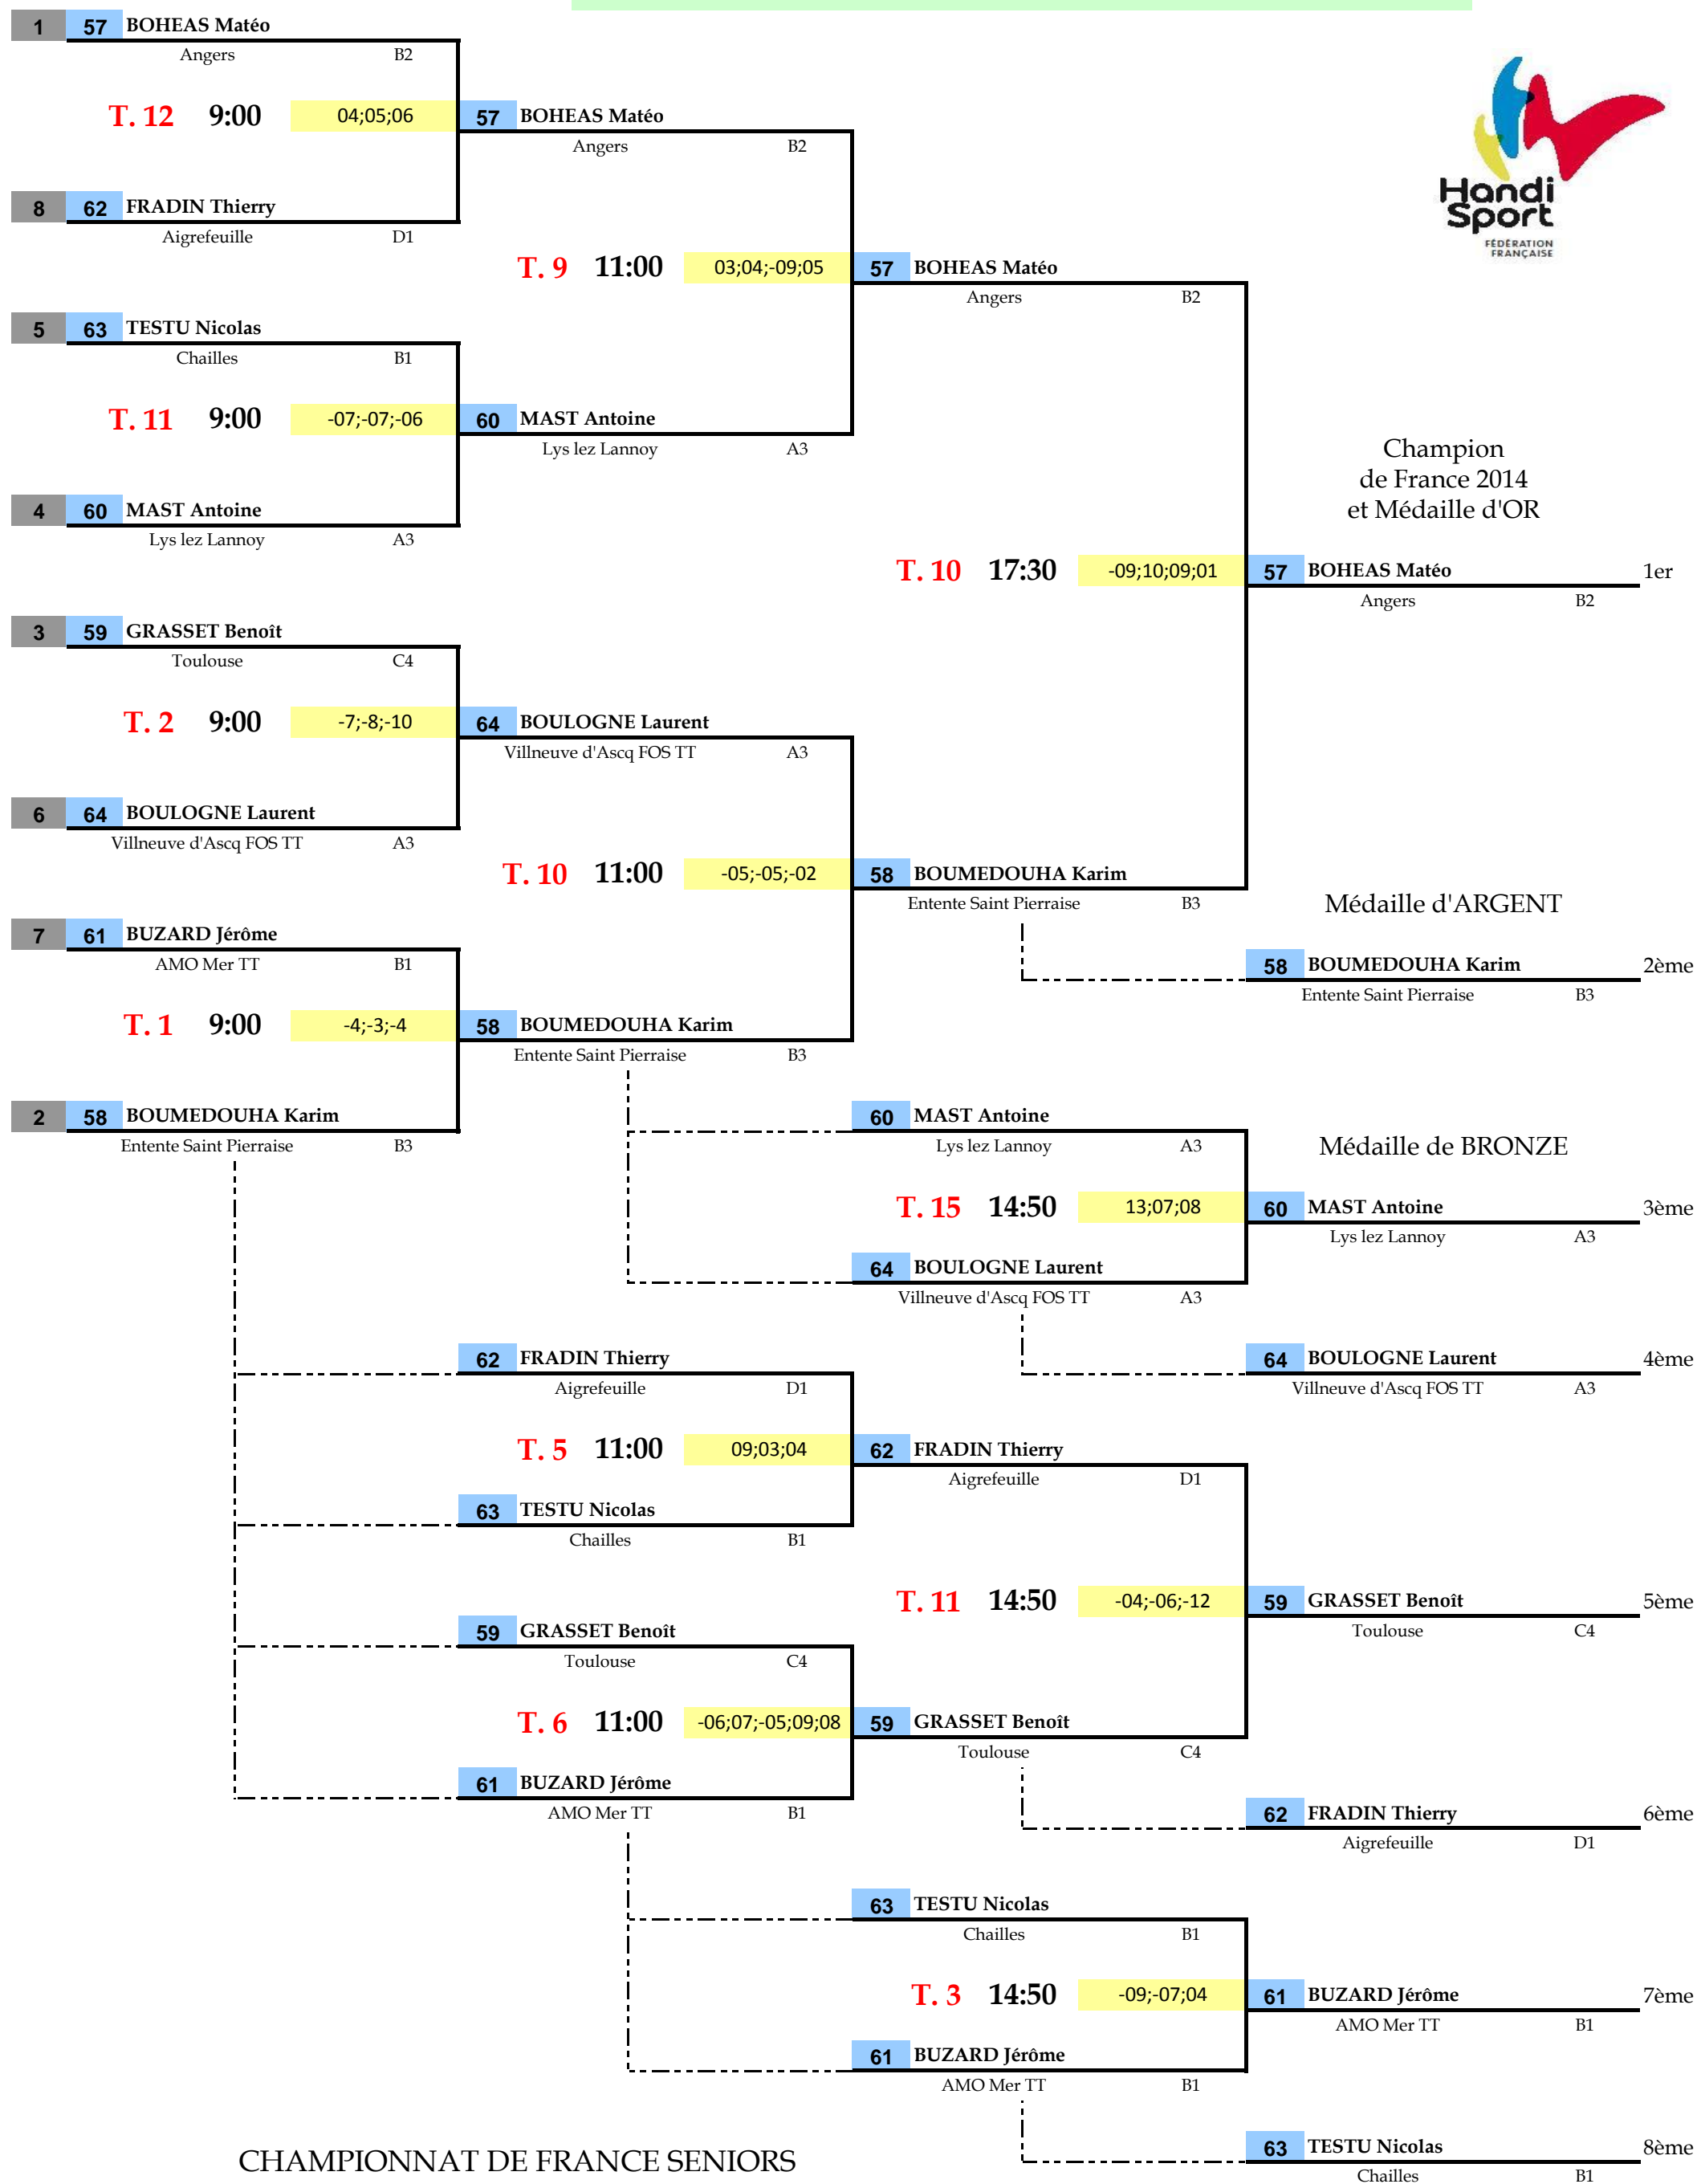 1 57 BOHEAS Matéo
Angers B2
T. 12 9:00 04;05;06 57 BOHEAS Matéo
Angers B2
8 62 FRADIN Thierry
Aigrefeuille D1
Handi
Sport
FÉDÉRATION
FRANÇAISE
T. 9 11:00 03;04;-09;05 57 BOHEAS Matéo
Angers B2
5 63 TESTU Nicolas
Chailles B1
T. 11 9:00 -07;-07;-06 60 MAST Antoine
Lys lez Lannoy A3
Champion
de France 2014
et Médaille d'OR
4 60 MAST Antoine
Lys lez Lannoy A3
T. 10 17:30 -09;10;09;01 57 BOHEAS Matéo 1er
Angers B2
3 59 GRASSET Benoît
Toulouse C4
T. 2 9:00 -7;-8;-10 64 BOULOGNE Laurent
Villneuve d'Ascq FOS TT A3
6 64 BOULOGNE Laurent
Villneuve d'Ascq FOS TT A3
T. 10 11:00 -05;-05;-02 58 BOUMEDOUHA Karim
Entente Saint Pierraise B3
Médaille d'ARGENT
7 61 BUZARD Jérôme
AMO Mer TT B1
58 BOUMEDOUHA Karim 2ème
Entente Saint Pierraise B3
T. 1 9:00 -4;-3;-4 58 BOUMEDOUHA Karim
Entente Saint Pierraise B3
2 58 BOUMEDOUHA Karim
Entente Saint Pierraise B3
60 MAST Antoine
Lys lez Lannoy A3
Médaille de BRONZE
T. 15 14:50 13;07;08 60 MAST Antoine 3ème
Lys lez Lannoy A3
64 BOULOGNE Laurent
Villneuve d'Ascq FOS TT A3
62 FRADIN Thierry
Aigrefeuille D1
64 BOULOGNE Laurent 4ème
Villneuve d'Ascq FOS TT A3
T. 5 11:00 09;03;04 62 FRADIN Thierry
Aigrefeuille D1
63 TESTU Nicolas
Chailles B1
T. 11 14:50 -04;-06;-12 59 GRASSET Benoît 5ème
Toulouse C4
59 GRASSET Benoît
Toulouse C4
T. 6 11:00 -06;07;-05;09;08 59 GRASSET Benoît
Toulouse C4
61 BUZARD Jérôme
AMO Mer TT B1
62 FRADIN Thierry 6ème
Aigrefeuille D1
63 TESTU Nicolas
Chailles B1
T. 3 14:50 -09;-07;04 61 BUZARD Jérôme 7ème
AMO Mer TT B1
61 BUZARD Jérôme
AMO Mer TT B1
CHAMPIONNAT DE FRANCE SENIORS
63 TESTU Nicolas 8ème
Chailles B1